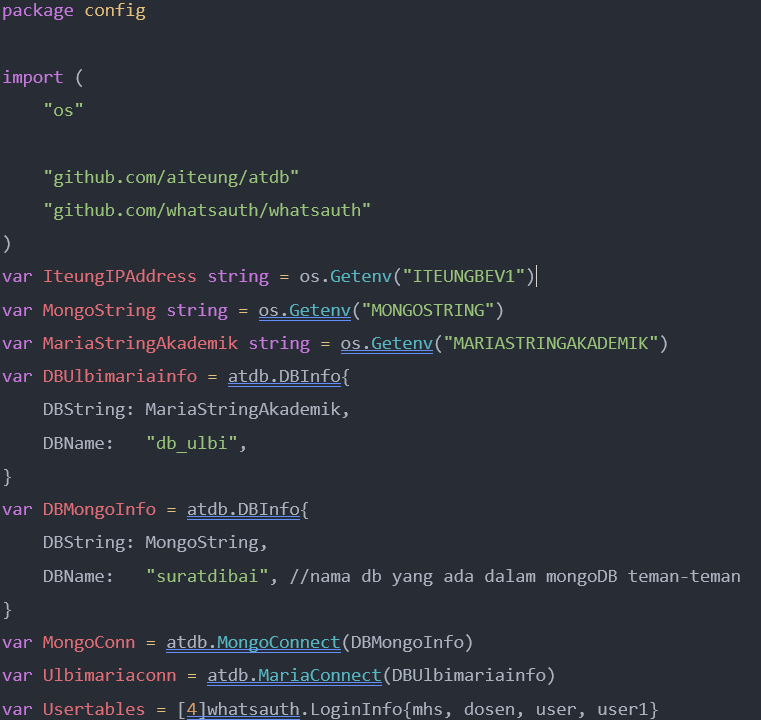 package config
import (
"os"
"github.com/aiteung/atdb"
"github.com/whatsauth/whatsauth"
)
var IteungIPAddress string = os.Getenv("ITEUNGBEV1")
var MongoString string = os.Getenv("MONGOSTRING")
var MariaStringAkademik string = os.Getenv("MARIASTRINGAKADEMIK")
var DBUlbimariainfo = atdb.DBInfo{
DBString: MariaStringAkademik,
DBName:   "db_ulbi",
}
var DBMongoInfo = atdb.DBInfo{
DBString: MongoString,
DBName:   "suratdibai", //nama db yang ada dalam mongoDB teman-teman
}
var MongoConn = atdb.MongoConnect(DBMongoInfo)
var Ulbimariaconn = atdb.MariaConnect(DBUlbimariainfo)
var Usertables = [4]whatsauth.LoginInfo{mhs, dosen, user, user1}